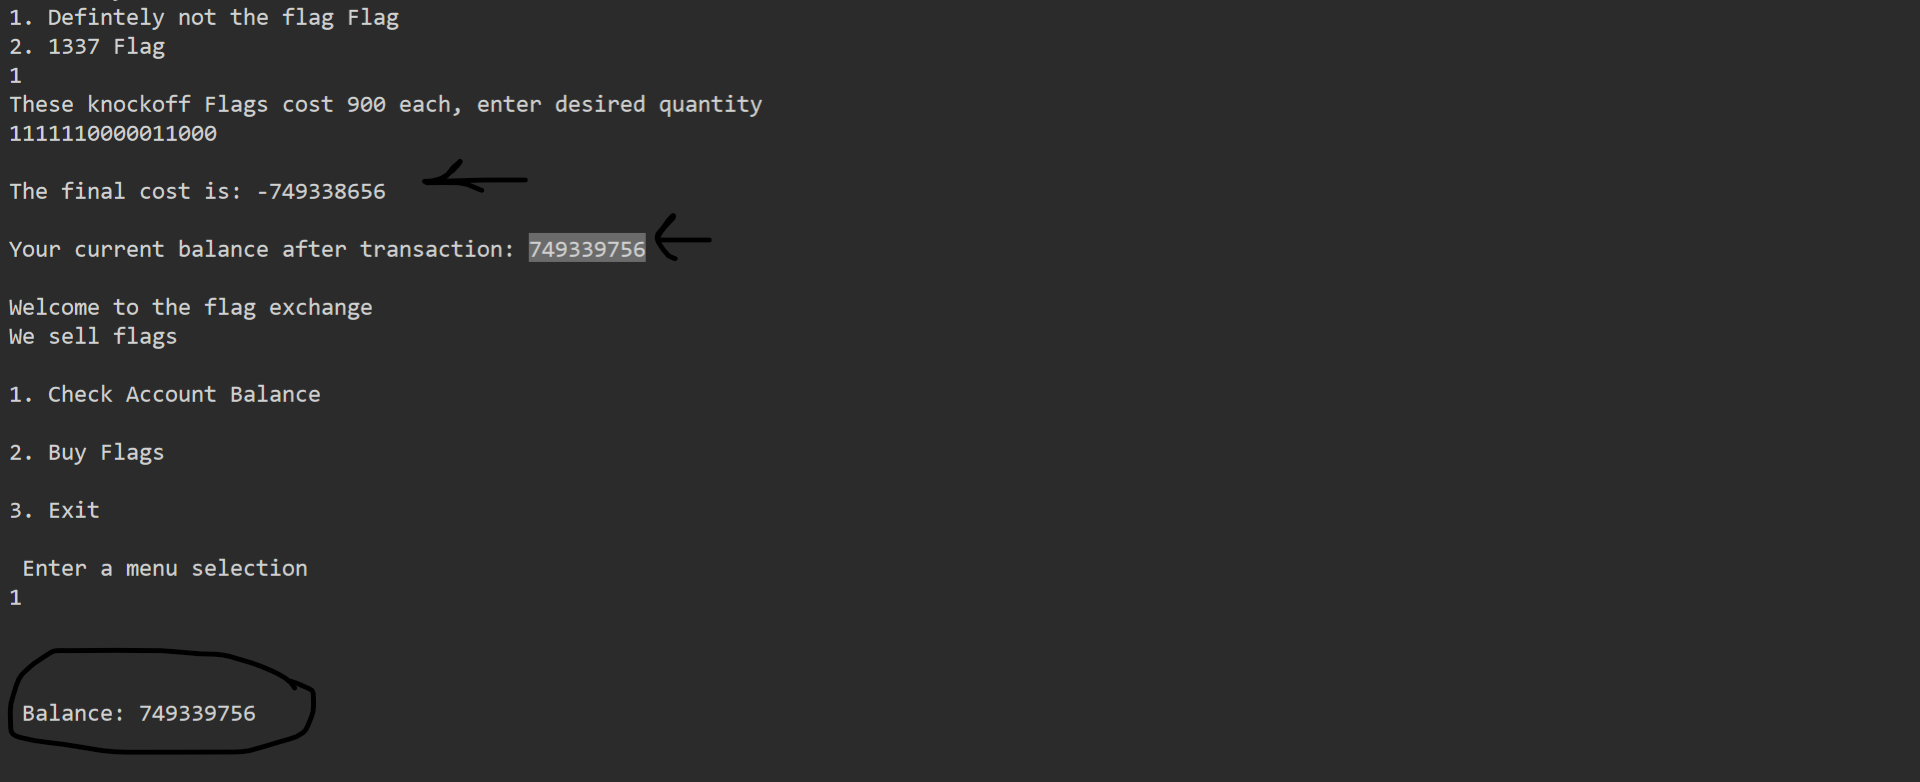 1. Defintely not the flag Flag
2. 1337 Flag
1
These knockoff Flags cost 900 each, enter desired quantity
1111110000011000
The final cost is: -749338656
Your current balance after transaction: 749339756
Welcome to the flag exchange
We sell flags
1. Check Account Balance
2. Buy Flags
3. Exit
Enter a menu selection
1
Balance: 749339756